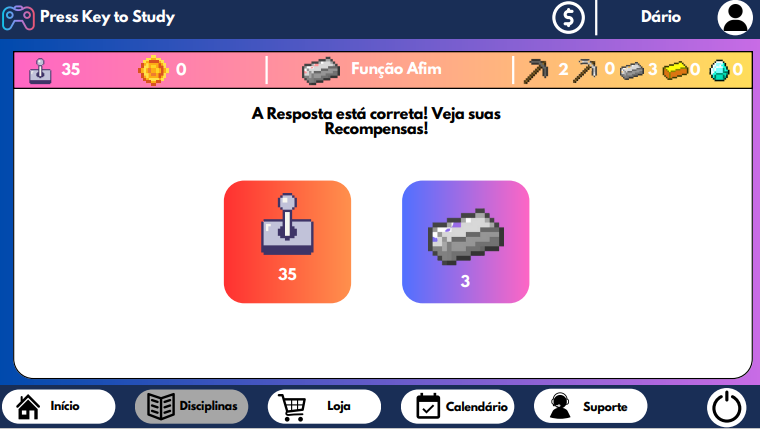 Press Key to Study
$
Dário
35
0
Função Afim
2
0
3
0
0
A Resposta está correta! Veja suas
Recompensas!
35
3
Início
Disciplinas
Loja
Calendário
Suporte